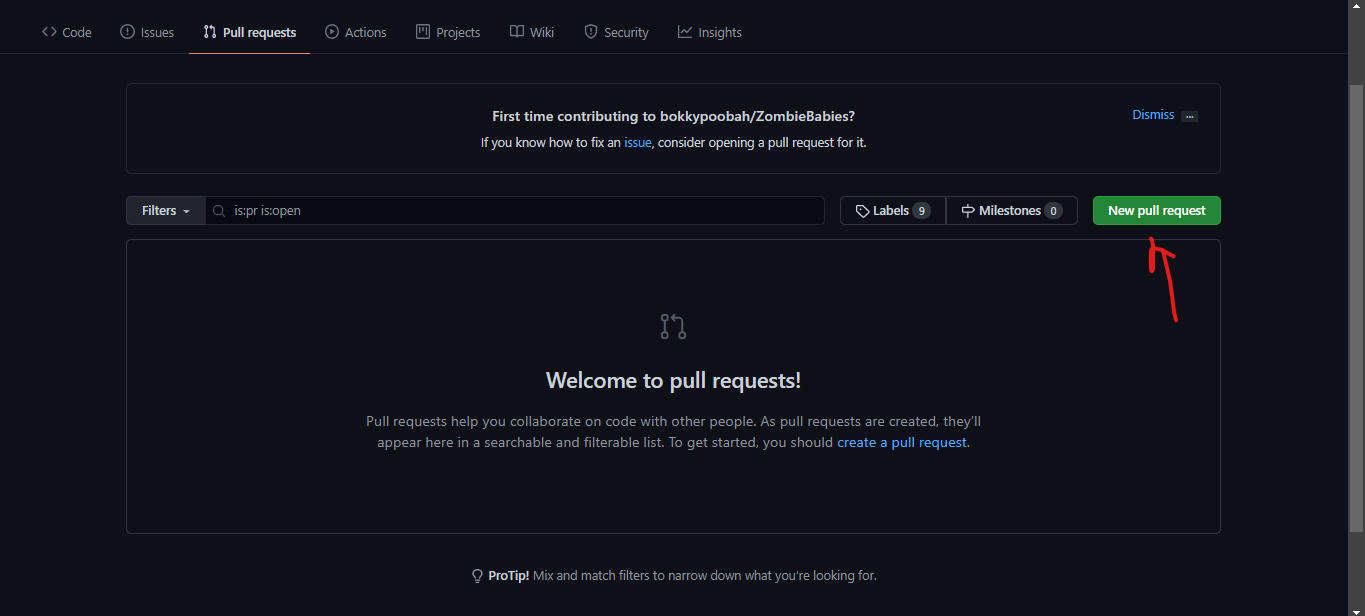 Code Issues Pull requests Actions Projects Wiki Security Insights
First time contributing to bokkypoobah/ZombieBabies?
Dismiss ...
If you know how to fix an issue, consider opening a pull request for it.
Filters is:pr is:open Labels 9 Milestones 0 New pull request
Welcome to pull requests!
Pull requests help you collaborate on code with other people. As pull requests are created, they'll
appear here in a searchable and filterable list. To get started, you should create a pull request.
ProTip! Mix and match filters to narrow down what you're looking for.